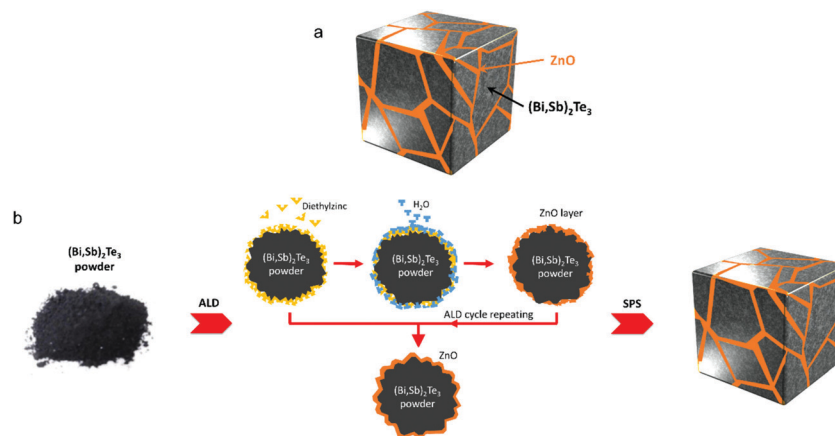 a
ZnO
(Bi,Sb)₂Te₃
b
(Bi,Sb)₂Te₃
powder
ALD
Diethylzinc
(Bi,Sb)₂Te₃
powder
H₂O
(Bi,Sb)₂Te₃
powder
ZnO layer
(Bi,Sb)₂Te₃
powder
ALD cycle repeating
ZnO
(Bi,Sb)₂Te₃
powder
SPS